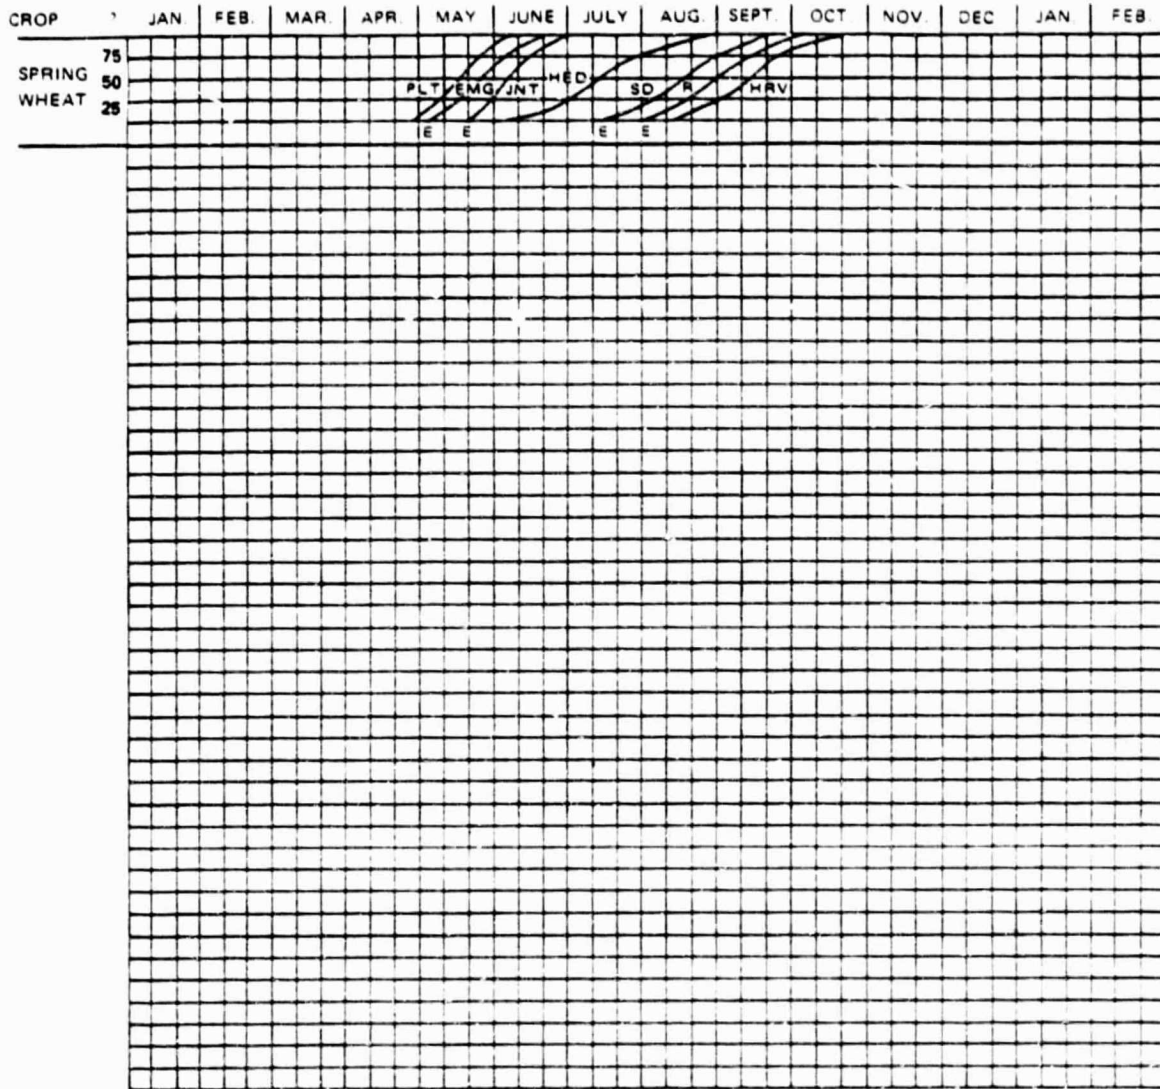 CROP JAN. FEB. MAR. APR. MAY JUNE JULY AUG. SEPT. OCT. NOV. DEC JAN. FEB.
75
SPRING WHEAT 50
25
PLT EMG JNT HED SD R HRV
E E E E